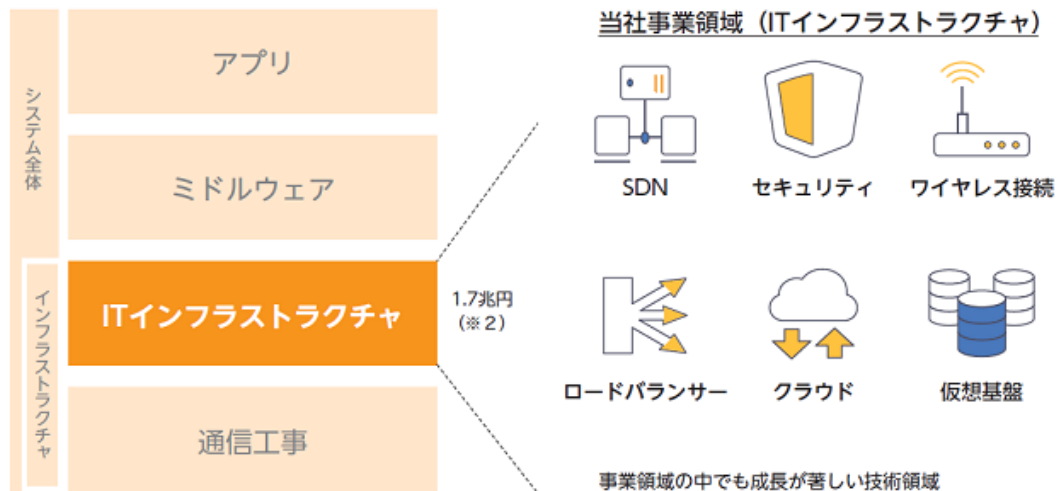 システム全体
インフラストラクチャ
アプリ
ミドルウェア
ITインフラストラクチャ
通信工事
1.7兆円
(※2)
当社事業領域（ITインフラストラクチャ）
SDN
セキュリティ
ワイヤレス接続
ロードバランサー
クラウド
仮想基盤
事業領域の中でも成長が著しい技術領域